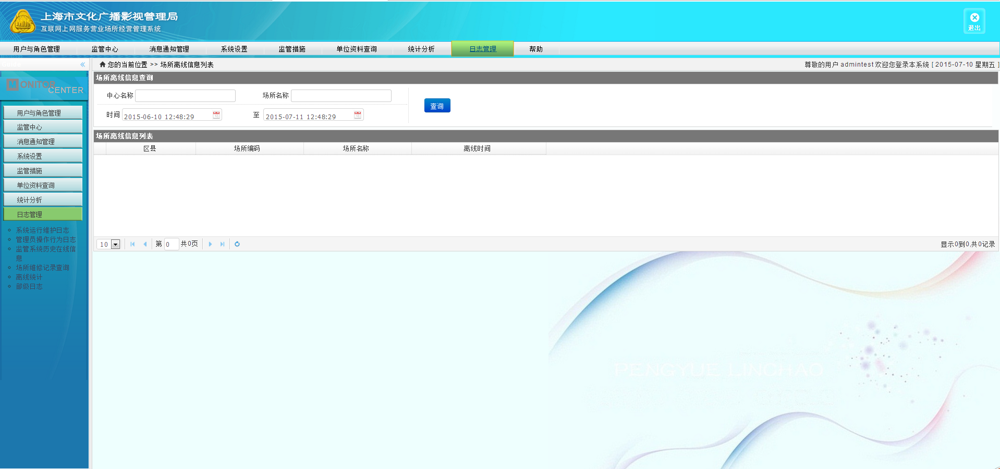 上海市文化广播影视管理局
互联网上网服务营业场所经营管理系统
退出
用户与角色管理 监管中心 消息通知管理 系统设置 监管措施 单位资料查询 统计分析 日志管理 帮助
您的当前位置 >> 场所离线信息列表
尊敬的用户 admintest 欢迎您登录本系统 [ 2015-07-10 星期五 ]
MONITOR
CENTER
用户与角色管理
监管中心
消息通知管理
系统设置
监管措施
单位资料查询
统计分析
日志管理
系统运行维护日志
管理员操作行为日志
监管系统历史在线信
息
场所维修记录查询
离线统计
部级日志
场所离线信息查询
中心名称 场所名称
查询
时间 2015-06-10 12:48:29 至 2015-07-11 12:48:29
场所离线信息列表
区县 场所编码 场所名称 离线时间
10 第 0 共0页
显示0到0,共0记录
PENGYUE LINGHAO